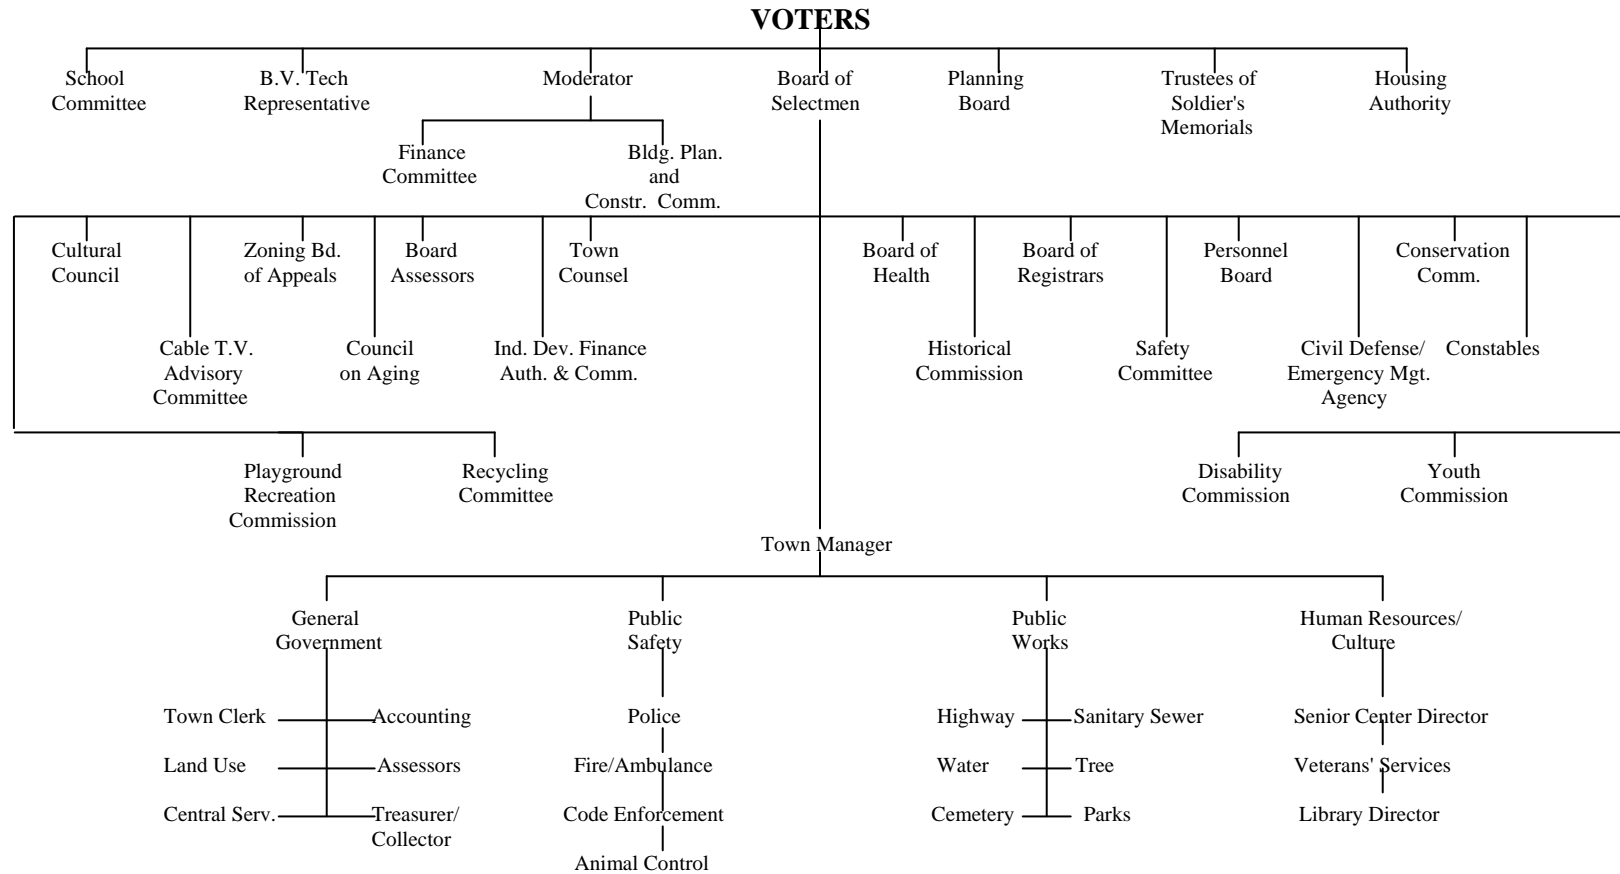 VOTERS
School
Committee
B.V. Tech
Representative
Moderator
Board of
Selectmen
Planning
Board
Trustees of
Soldier's
Memorials
Housing
Authority
Finance
Committee
Bldg. Plan.
and
Constr. Comm.
Cultural
Council
Zoning Bd.
of Appeals
Board
Assessors
Town
Counsel
Board of
Health
Board of
Registrars
Personnel
Board
Conservation
Comm.
Cable T.V.
Advisory
Committee
Council
on Aging
Ind. Dev. Finance
Auth. & Comm.
Historical
Commission
Safety
Committee
Civil Defense/
Emergency Mgt.
Agency
Constables
Playground
Recreation
Commission
Recycling
Committee
Disability
Commission
Youth
Commission
Town Manager
General
Government
Public
Safety
Public
Works
Human Resources/
Culture
Town Clerk
Accounting
Land Use
Assessors
Central Serv.
Treasurer/
Collector
Police
Fire/Ambulance
Code Enforcement
Animal Control
Highway
Sanitary Sewer
Water
Tree
Cemetery
Parks
Senior Center Director
Veterans' Services
Library Director